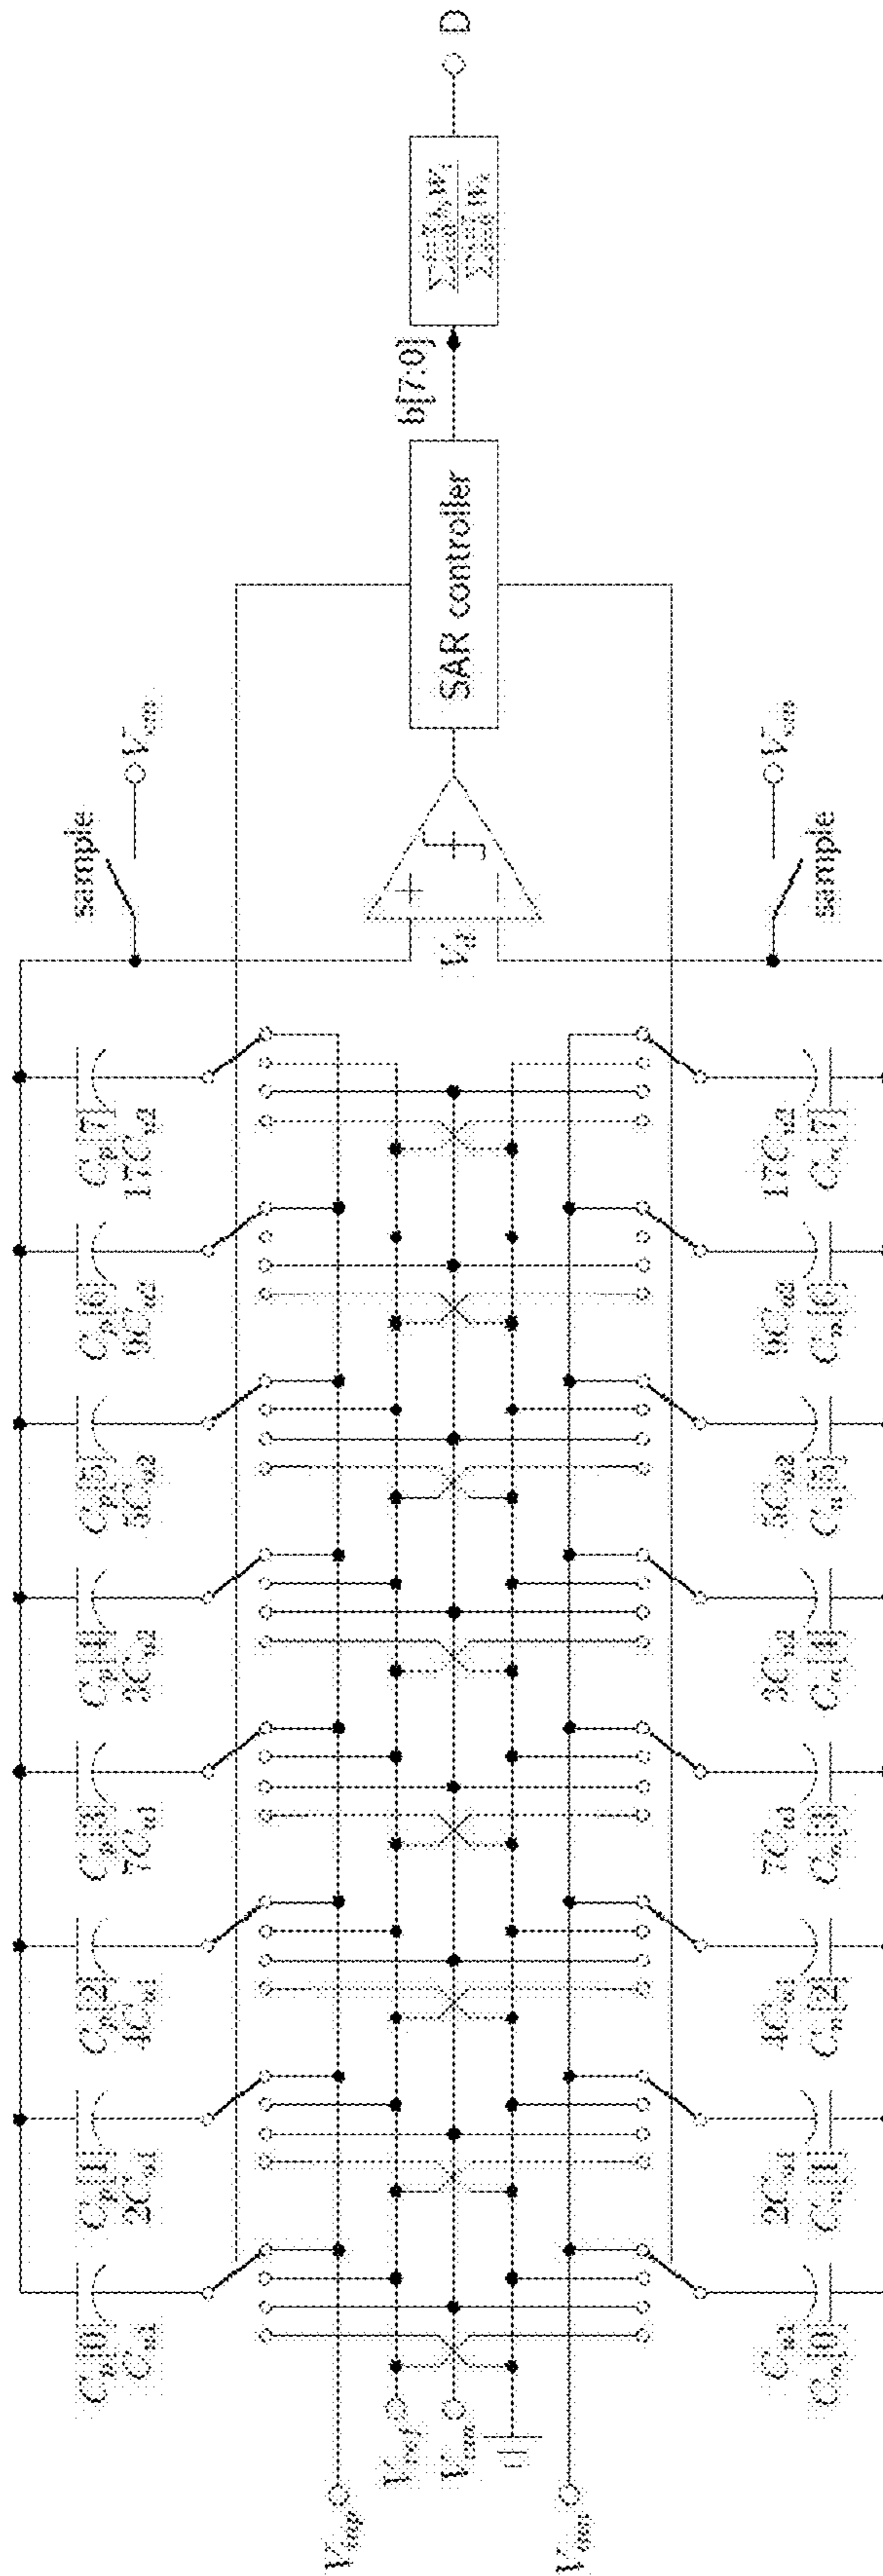 C_p[0]
C_u1
C_p[1]
2C_u1
C_p[2]
4C_u1
C_p[3]
7C_u1
C_p[4]
3C_u2
C_p[5]
5C_u2
C_p[6]
9C_u2
C_p[7]
17C_u2
sample
V_cm
V_ref
V_cm
V_x
+
SAR controller
b[7:0]
D
C_u1
C_n[0]
2C_u1
C_n[1]
4C_u1
C_n[2]
7C_u1
C_n[3]
3C_u2
C_n[4]
5C_u2
C_n[5]
9C_u2
C_n[6]
17C_u2
C_n[7]
sample
V_cm